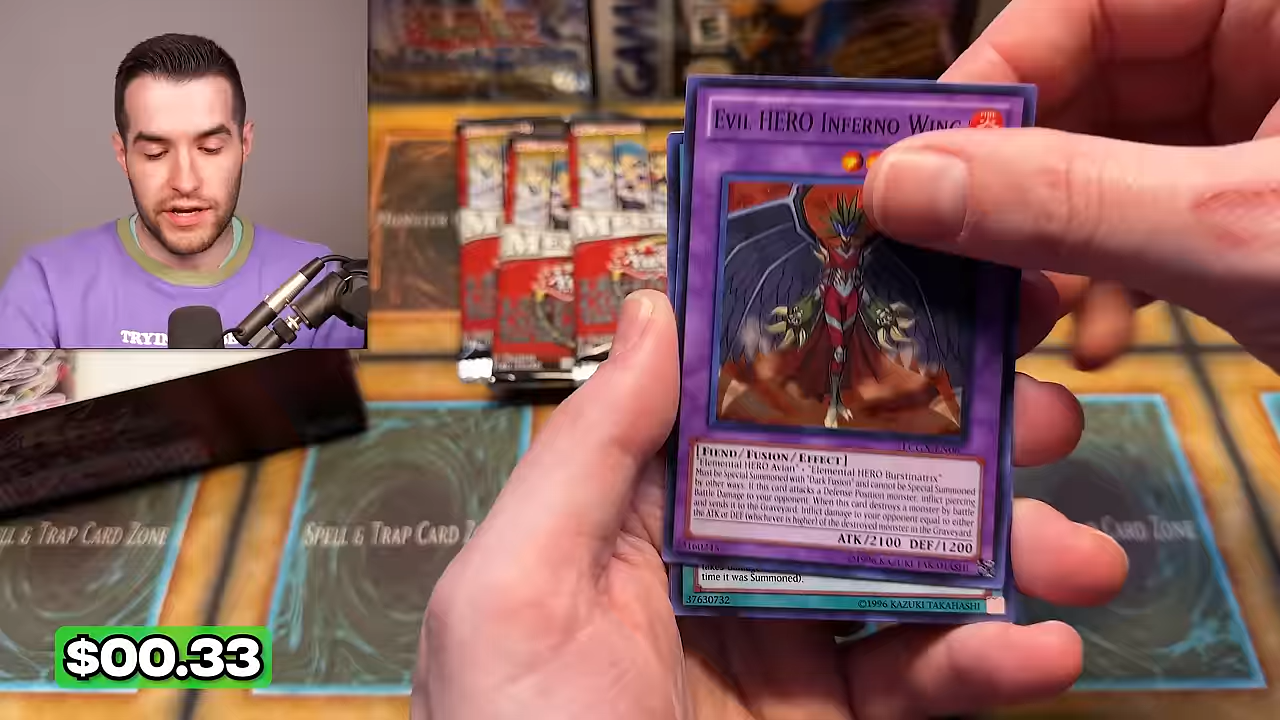 GAME
E
EVIL HERO INFERNO WING
MONSTER
[FIEND/FUSION/EFFECT]
"Elemental HERO Avian" + "Elemental HERO Burstinatrix"
Must be Special Summoned with "Dark Fusion" and cannot be Special Summoned
by other ways. If this card attacks a Defense Position monster, inflict piercing
Battle Damage to your opponent. When this card destroys a monster by battle
and sends it to the Graveyard: Inflict damage to your opponent equal to either
the ATK or DEF (whichever is higher) of the destroyed monster in the Graveyard.
ATK/2100 DEF/1200
©1996 KAZUKI TAKAHASHI
time it was Summoned).
37630732
©1996 KAZUKI TAKAHASHI
LL & TRAP CARD ZONE
SPELL & TRAP CARD Z
CARD ZONE
TRYIN
$00.33